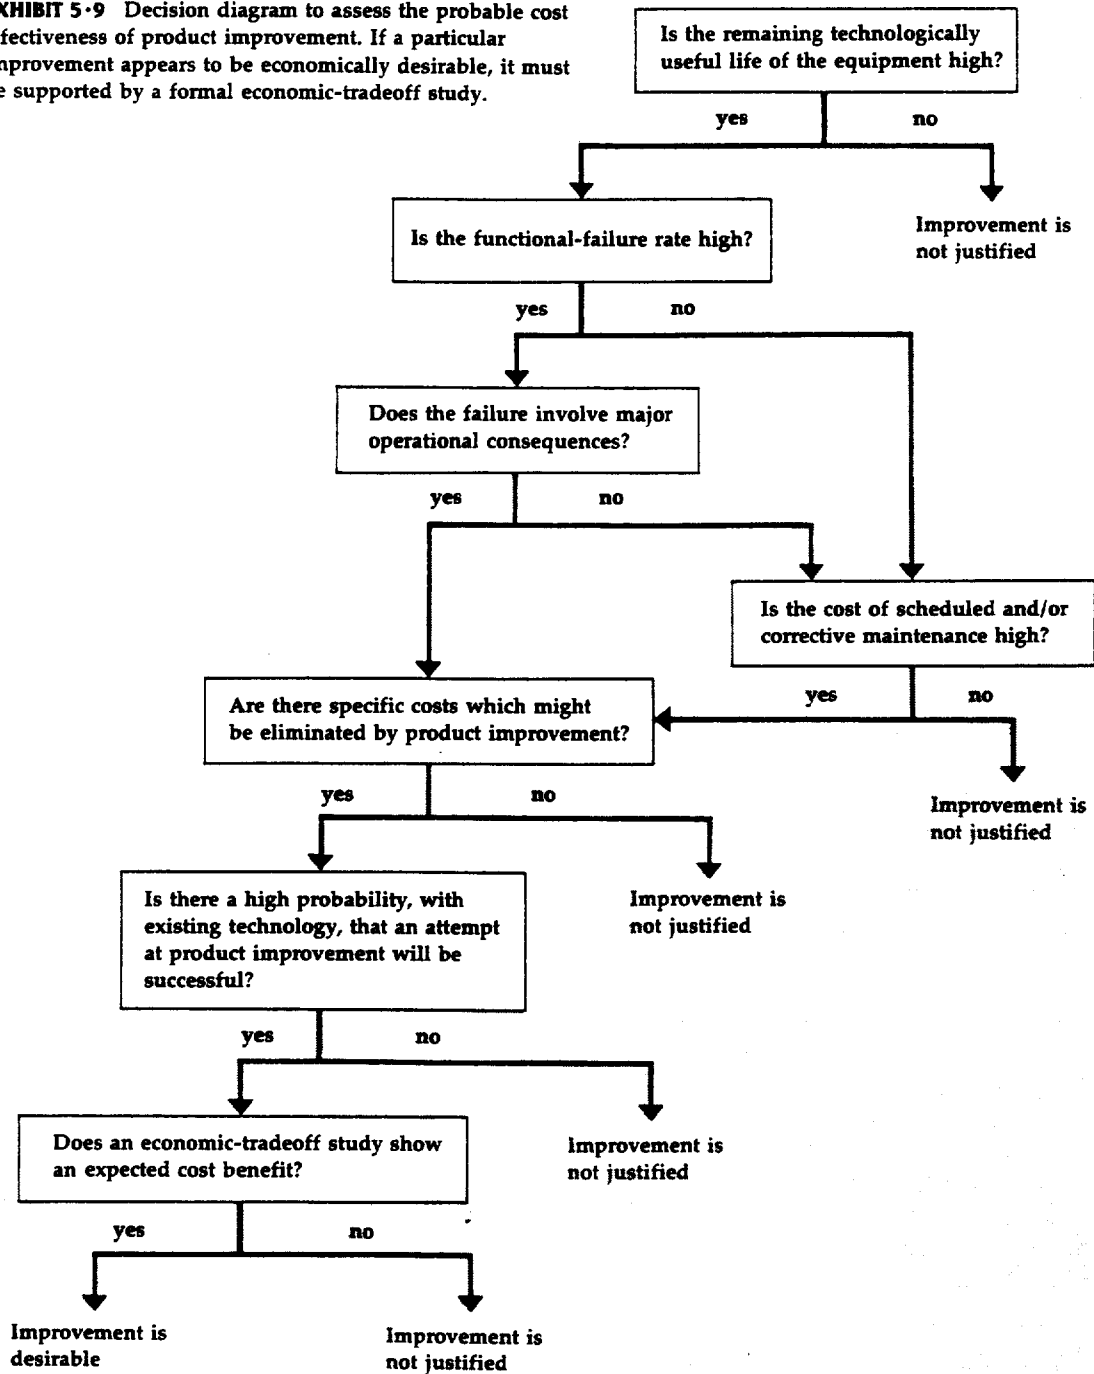 XHIBIT 5·9 Decision diagram to assess the probable cost
fectiveness of product improvement. If a particular
mprovement appears to be economically desirable, it must
e supported by a formal economic-tradeoff study.
Is the remaining technologically
useful life of the equipment high?
yes no
Improvement is
not justified
Is the functional-failure rate high?
yes no
Does the failure involve major
operational consequences?
yes no
Is the cost of scheduled and/or
corrective maintenance high?
yes no
Improvement is
not justified
Are there specific costs which might
be eliminated by product improvement?
yes no
Improvement is
not justified
Is there a high probability, with
existing technology, that an attempt
at product improvement will be
successful?
yes no
Improvement is
not justified
Does an economic-tradeoff study show
an expected cost benefit?
yes no
Improvement is
desirable
Improvement is
not justified